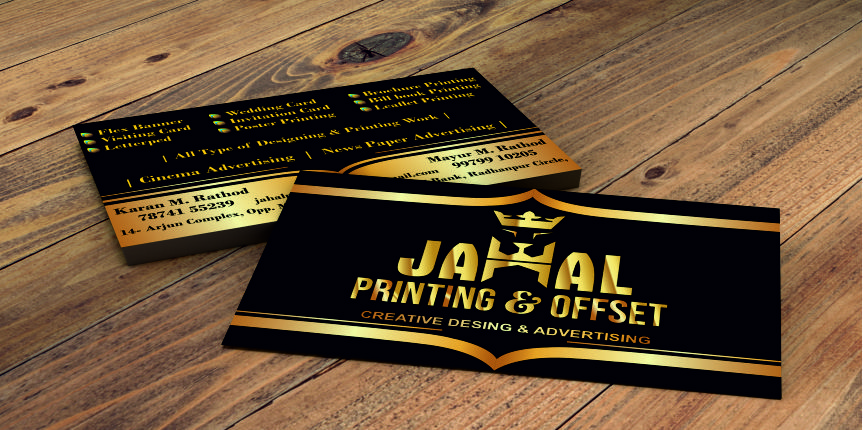 Flex Banner
Visiting Card
Letterped
Wedding Card
Invitation Card
Poster Printing
Brochure Printing
Bill book Printing
Leaflet Printing
| All Type of Designing & Printing Work |
| Cinema Advertising | News Paper Advertising |
Karan M. Rathod
78741 55239
14- Arjun Complex, Opp.
Mayur M. Rathod
99799 10205
Bank, Radhanpur Circle,
JAHAL
PRINTING & OFFSET
CREATIVE DESING & ADVERTISING